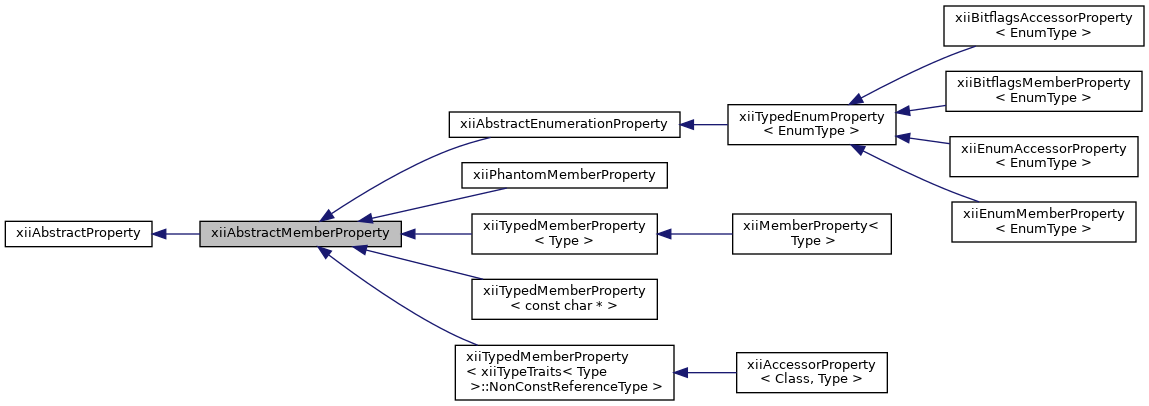 xiiBitflagsAccessorProperty
< EnumType >
xiiBitflagsMemberProperty
< EnumType >
xiiTypedEnumProperty
< EnumType >
xiiAbstractEnumerationProperty
xiiEnumAccessorProperty
< EnumType >
xiiPhantomMemberProperty
xiiEnumMemberProperty
< EnumType >
xiiAbstractProperty
xiiAbstractMemberProperty
xiiTypedMemberProperty
< Type >
xiiMemberProperty<
Type >
xiiTypedMemberProperty
< const char * >
xiiTypedMemberProperty
< xiiTypeTraits< Type
>::NonConstReferenceType >
xiiAccessorProperty
< Class, Type >